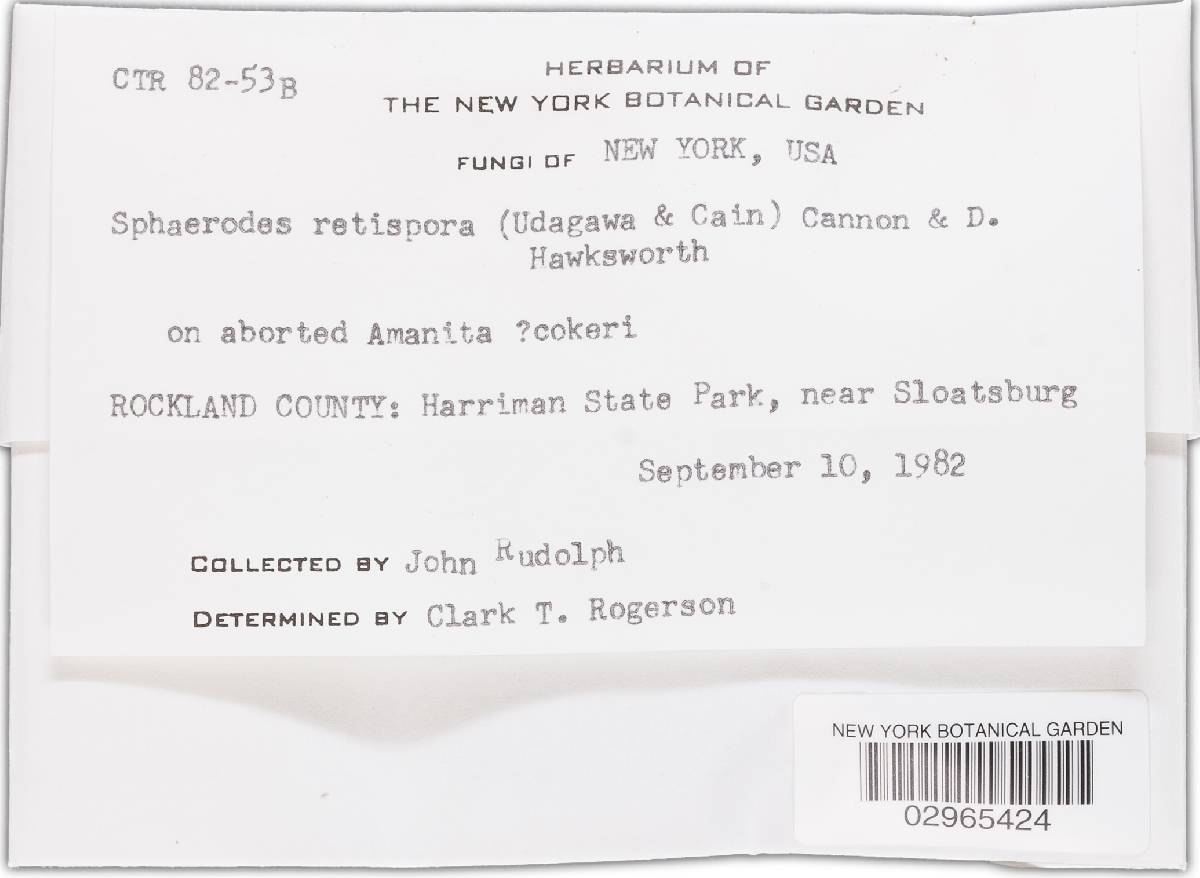 CTR 82-53B
HERBARIUM OF
THE NEW YORK BOTANICAL GARDEN
FUNGI OF NEW YORK, USA
Sphaerodes retispora (Udagawa & Cain) Cannon & D.
Hawksworth
on aborted Amanita ?cokeri
ROCKLAND COUNTY: Harriman State Park, near Sloatsburg
September 10, 1982
COLLECTED BY John Rudolph
DETERMINED BY Clark T. Rogerson
NEW YORK BOTANICAL GARDEN
02965424